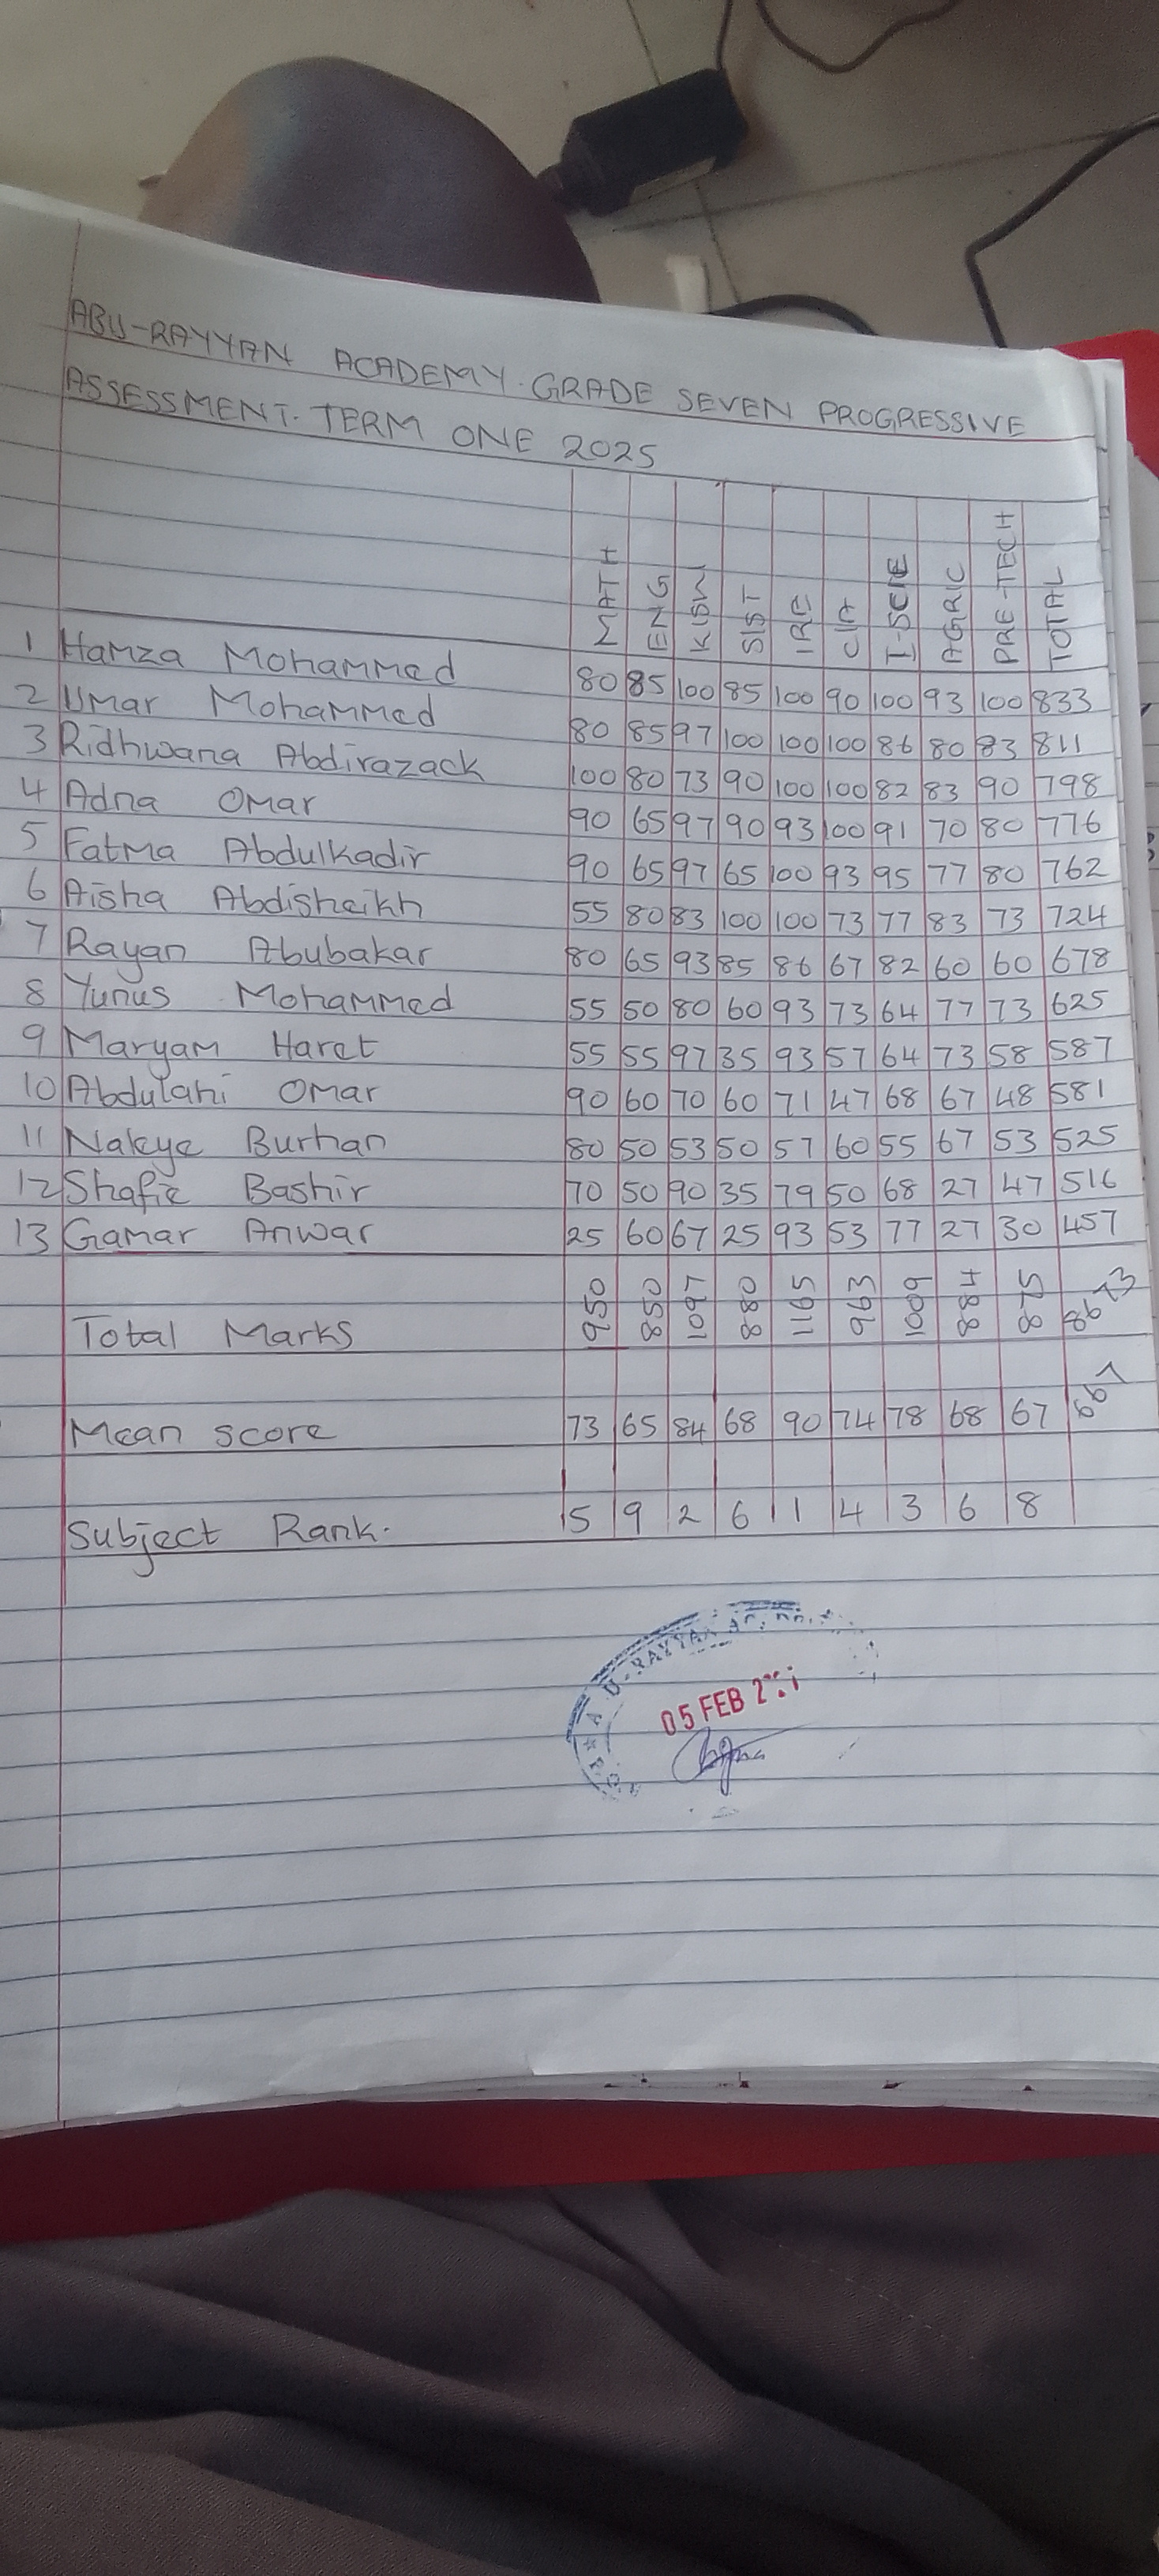 ABU-RAYYAN ACADEMY. GRADE SEVEN PROGRESSIVE
ASSESSMENT. TERM ONE 2025
MATH ENG KISW S/ST IRE C/A I-SCIE AGRIC PRE-TECH TOTAL
1 Hamza Mohammed 80 85 100 85 100 90 100 93 100 833
2 Umar Mohammed 80 85 97 100 100 100 86 80 83 811
3 Ridhwana Abdirazack 100 80 73 90 100 100 82 83 90 798
4 Adna Omar 90 65 97 90 93 100 91 70 80 776
5 Fatma Abdulkadir 90 65 97 65 100 93 95 77 80 762
6 Aisha Abdisheikh 55 80 83 100 100 73 77 83 73 724
7 Rayan Abubakar 80 65 93 85 86 67 82 60 60 678
8 Yunus Mohammed 55 50 80 60 93 73 64 77 73 625
9 Maryam Haret 55 55 97 35 93 57 64 73 58 587
10 Abdulahi Omar 90 60 70 60 71 47 68 67 48 581
11 Nakye Burhan 80 50 53 50 57 60 55 67 53 525
12 Shafie Bashir 70 50 90 35 79 50 68 27 47 516
13 Gamar Anwar 25 60 67 25 93 53 77 27 30 457
Total Marks 950 850 1097 880 1165 963 1009 884 875 8673
Mean score 73 65 84 68 90 74 78 68 67 667
Subject Rank. 5 9 2 6 1 4 3 6 8
05 FEB